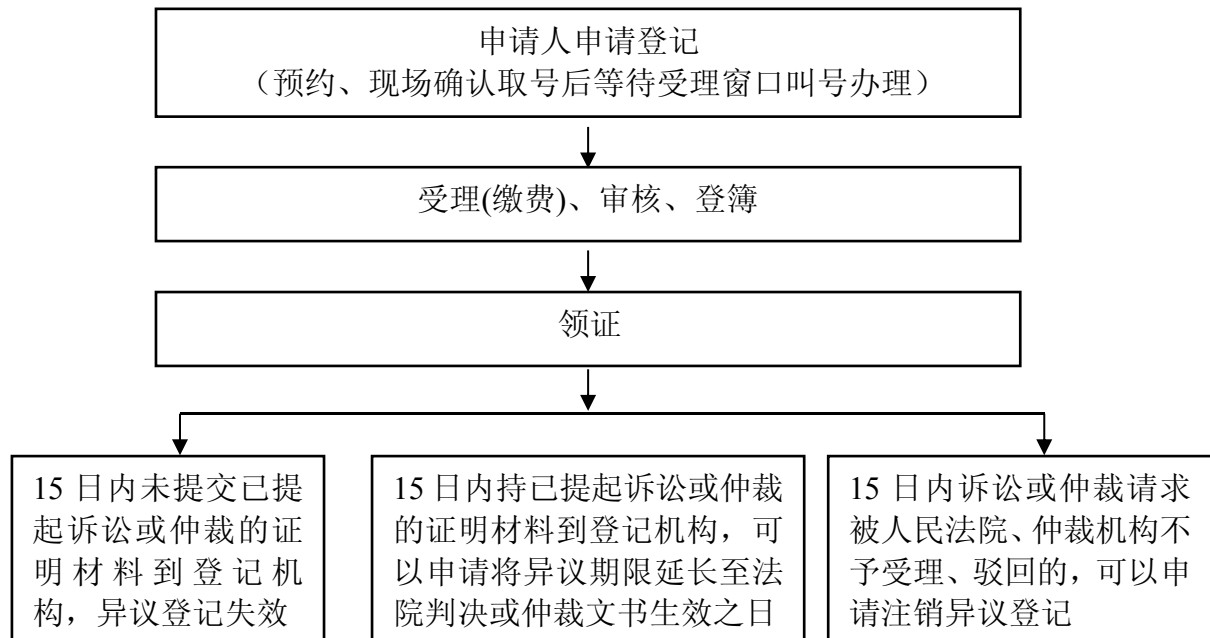 申请人申请登记
（预约、现场确认取号后等待受理窗口叫号办理）
受理(缴费)、审核、登簿
领证
15 日内未提交已提
起诉讼或仲裁的证
明材料到登记机
构，异议登记失效
15 日内持已提起诉讼或仲裁
的证明材料到登记机构，可
以申请将异议期限延长至法
院判决或仲裁文书生效之日
15 日内诉讼或仲裁请求
被人民法院、仲裁机构不
予受理、驳回的，可以申
请注销异议登记